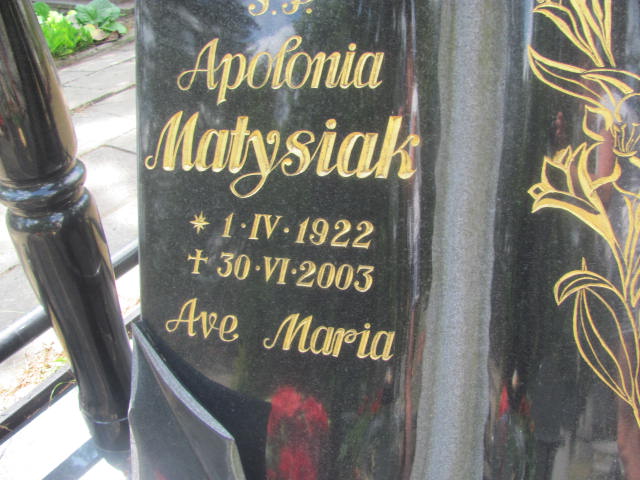 Ś.P.
Apolonia
Matysiak
* 1·IV·1922
† 30·VI·2003
Ave Maria